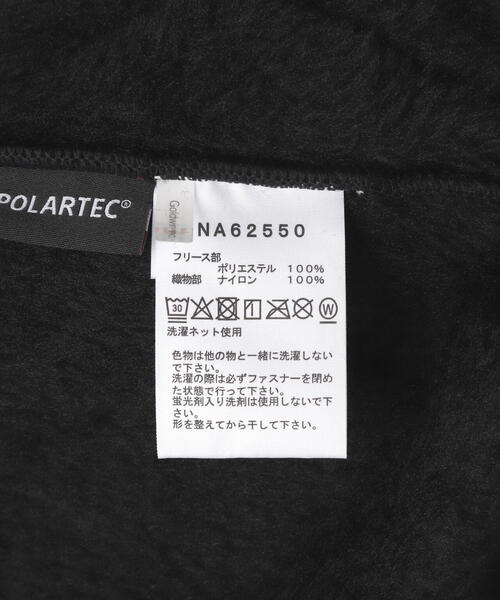 POLARTEC®
Goldwin
NA62550
フリース部
ポリエステル 100%
織物部 ナイロン 100%
30
W
洗濯ネット使用
色物は他の物と一緒に洗濯しない
で下さい。
洗濯の際は必ずファスナーを閉め
た状態で行って下さい。
蛍光剤入り洗剤は使用しないで下
さい。
形を整えてから干して下さい。